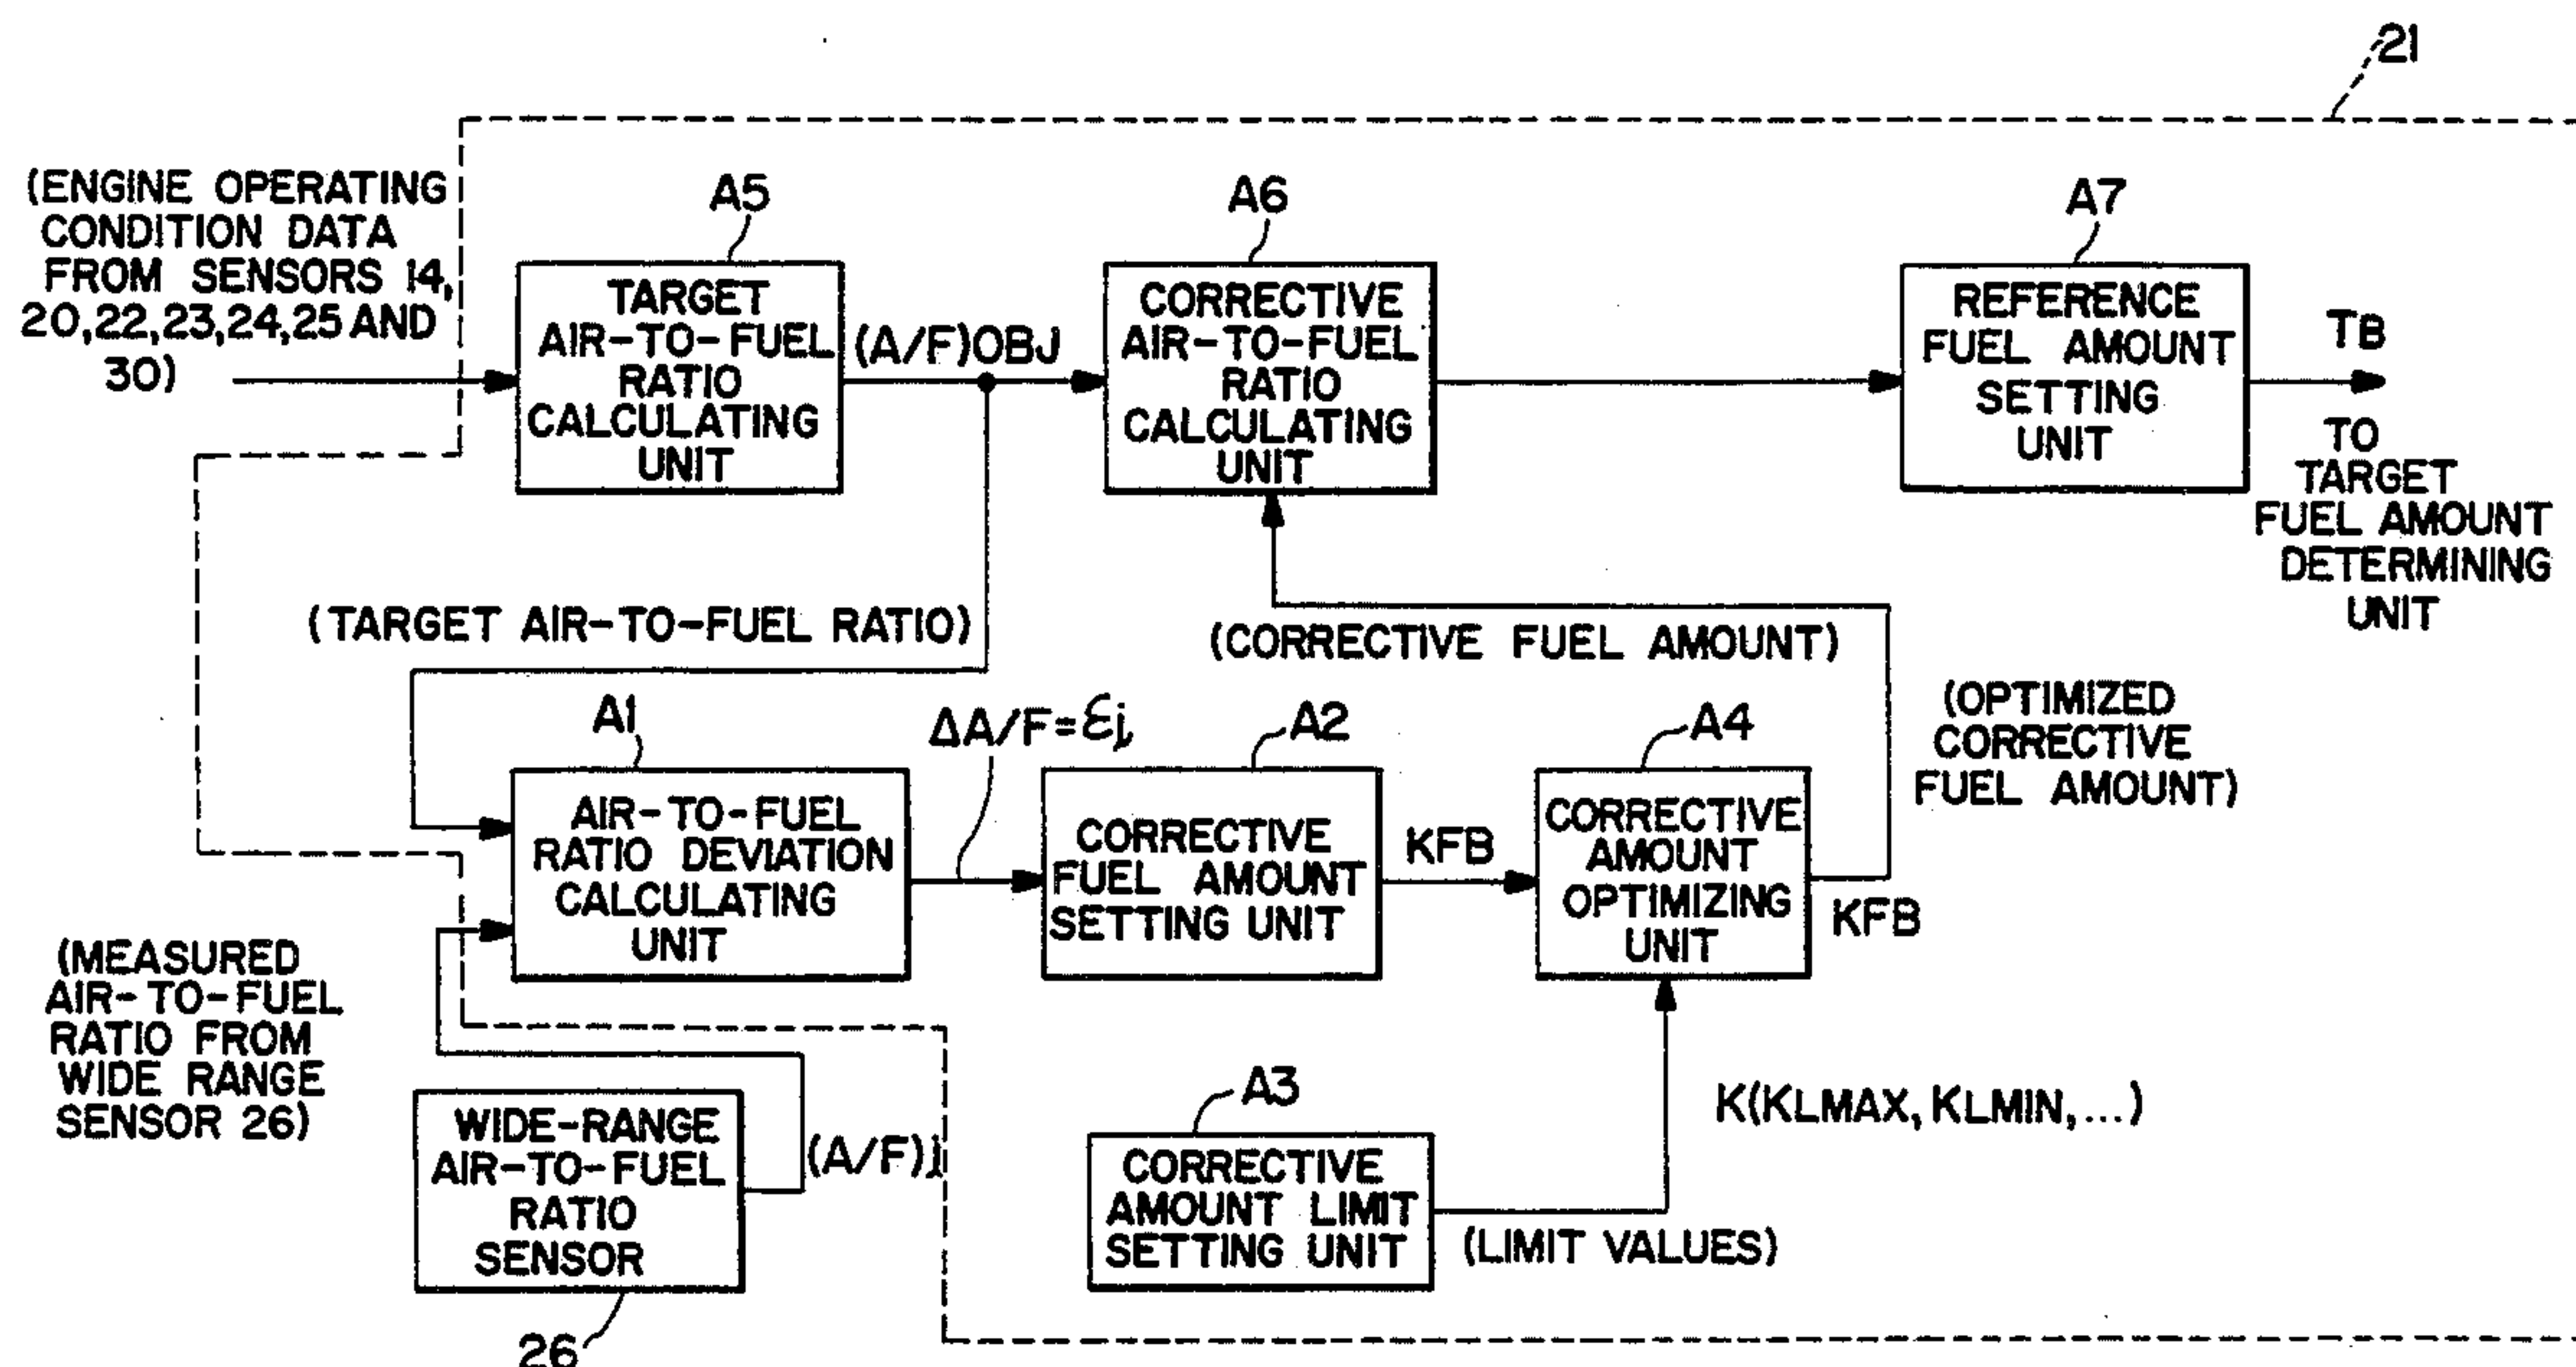 21
(ENGINE OPERATING
CONDITION DATA
FROM SENSORS 14,
20,22,23,24,25 AND
30)
A5
TARGET
AIR-TO-FUEL
RATIO
CALCULATING
UNIT
(A/F)OBJ
A6
CORRECTIVE
AIR-TO-FUEL
RATIO
CALCULATING
UNIT
A7
REFERENCE
FUEL AMOUNT
SETTING
UNIT
TB
TO
TARGET
FUEL AMOUNT
DETERMINING
UNIT
(TARGET AIR-TO-FUEL RATIO)
(CORRECTIVE FUEL AMOUNT)
(OPTIMIZED
CORRECTIVE
FUEL AMOUNT)
A1
AIR-TO-FUEL
RATIO DEVIATION
CALCULATING
UNIT
ΔA/F=εi
A2
CORRECTIVE
FUEL AMOUNT
SETTING UNIT
KFB
A4
CORRECTIVE
AMOUNT
OPTIMIZING
UNIT
KFB
(MEASURED
AIR-TO-FUEL
RATIO FROM
WIDE RANGE
SENSOR 26)
WIDE-RANGE
AIR-TO-FUEL
RATIO
SENSOR
26
(A/F)i
A3
CORRECTIVE
AMOUNT LIMIT
SETTING UNIT
(LIMIT VALUES)
K(KLMAX, KLMIN, ...)